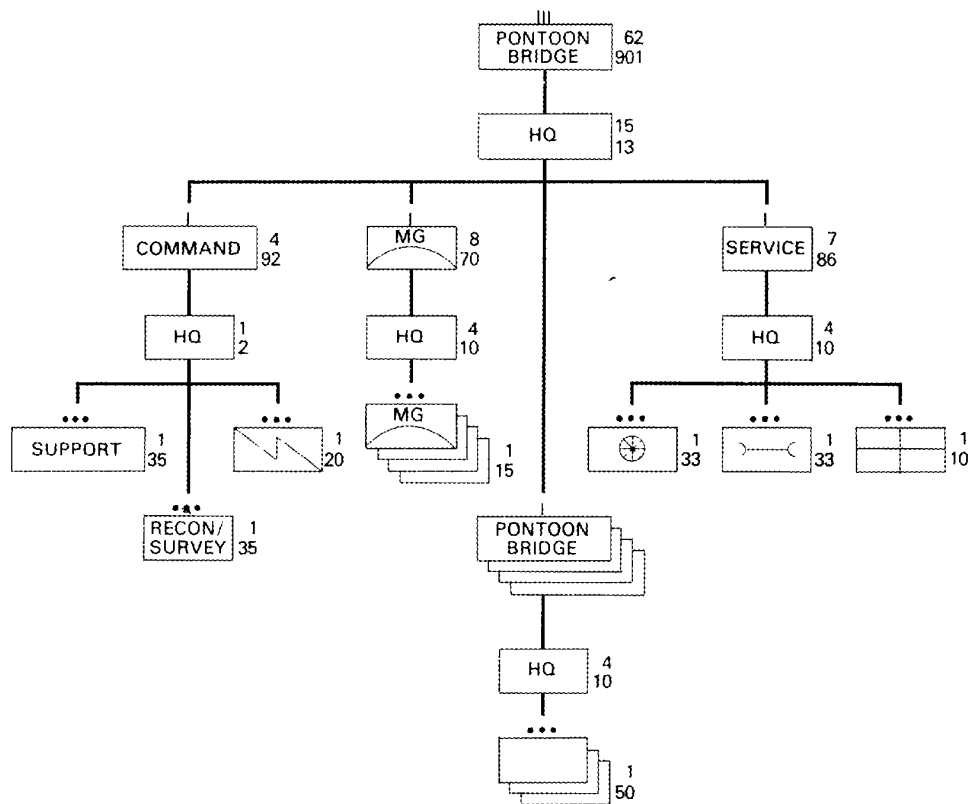 PONTOON
BRIDGE
62
901
HQ
15
13
COMMAND
4
92
MG
8
70
SERVICE
7
86
HQ
1
2
HQ
4
10
HQ
4
10
SUPPORT
1
35
1
20
MG
1
15
1
33
1
33
1
10
RECON/
SURVEY
1
35
PONTOON
BRIDGE
HQ
4
10
1
50